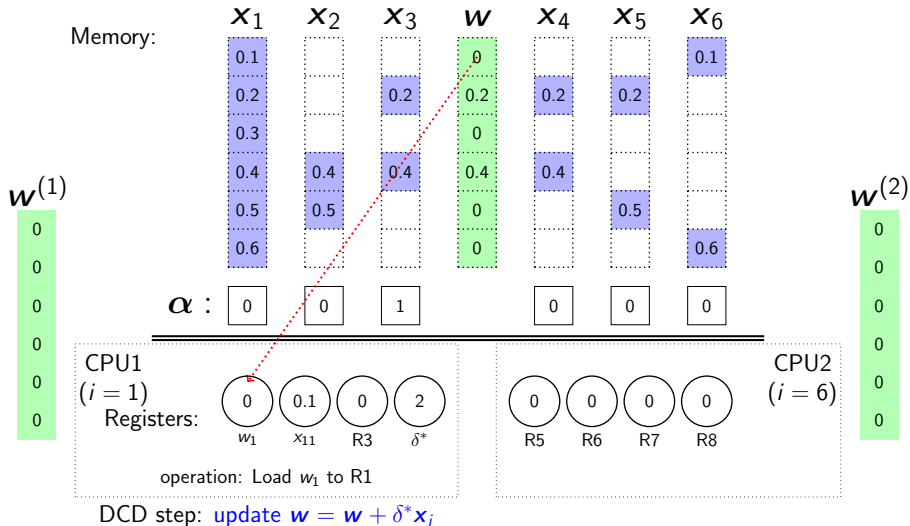 x1 x2 x3 w x4 x5 x6
Memory:
0.1 0 0.1
0.2 0.2 0.2 0.2 0.2
0.3 0
0.4 0.4 0.4 0.4 0.4
0.5 0.5 0 0.5
0.6 0 0.6
w(1)
0
0
0
0
0
0
w(2)
0
0
0
0
0
0
α : 0 0 1 0 0 0
CPU1
(i = 1)
Registers: 0 0.1 0 2
w1 x11 R3 δ*
operation: Load w1 to R1
CPU2
(i = 6)
0 0 0 0
R5 R6 R7 R8
DCD step: update w = w + δ*xi